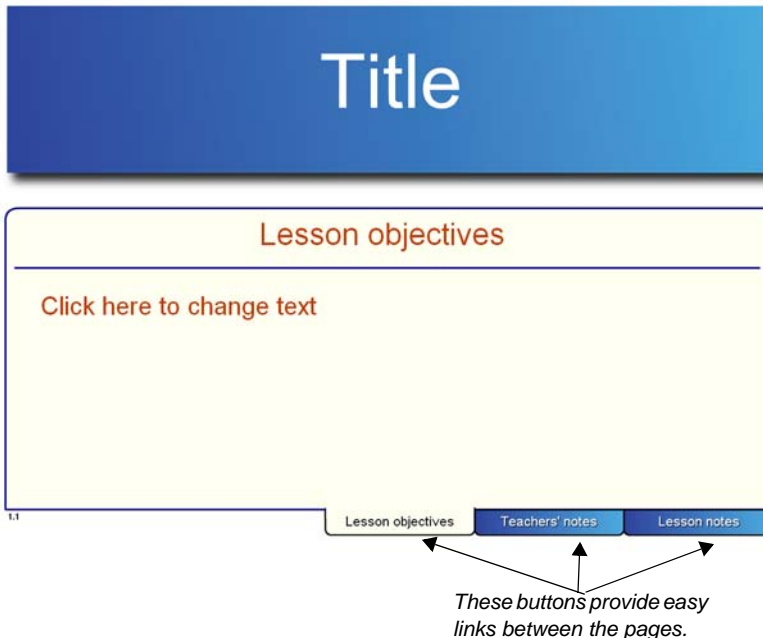 Title
Lesson objectives
Click here to change text
1.1
Lesson objectives
Teachers' notes
Lesson notes
These buttons provide easy
links between the pages.